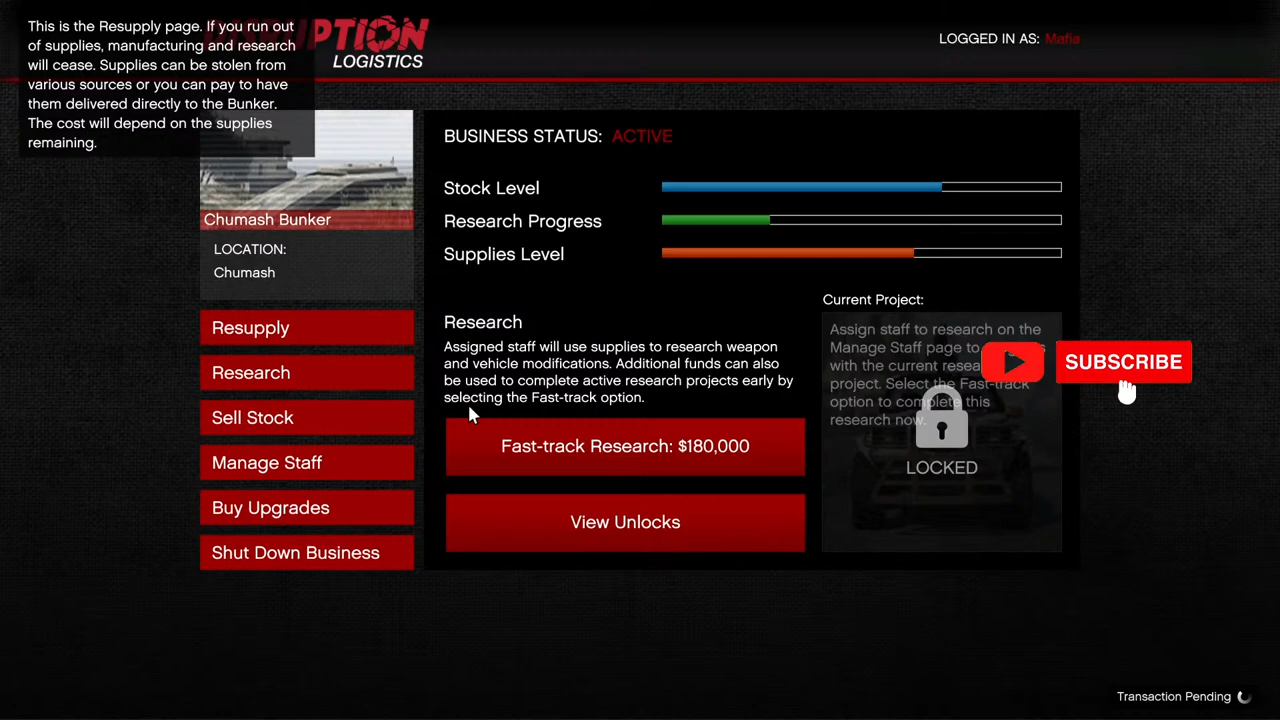 This is the Resupply page. If you run out
of supplies, manufacturing and research
will cease. Supplies can be stolen from
various sources or you can pay to have
them delivered directly to the Bunker.
The cost will depend on the supplies
remaining.
LOGISTICS
LOGGED IN AS: Mafia
Chumash Bunker
LOCATION:
Chumash
Resupply
Research
Sell Stock
Manage Staff
Buy Upgrades
Shut Down Business
BUSINESS STATUS: ACTIVE
Stock Level
Research Progress
Supplies Level
Research
Assigned staff will use supplies to research weapon
and vehicle modifications. Additional funds can also
be used to complete active research projects early by
selecting the Fast-track option.
Fast-track Research: $180,000
View Unlocks
Current Project:
Assign staff to research on the
Manage Staff page to
with the current
project. Select the Fast-track
option to complete this
research now.
LOCKED
SUBSCRIBE
Transaction Pending